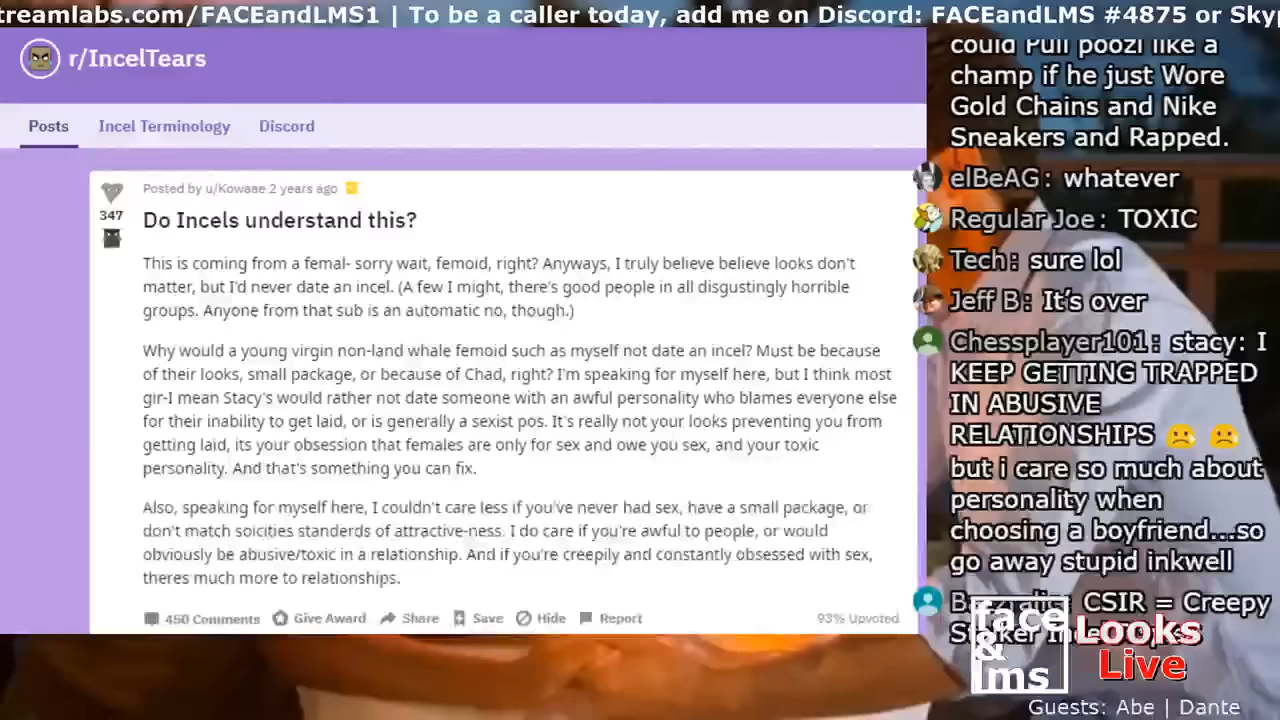 treamlabs.com/FACEandLMS1 | To be a caller today, add me on Discord: FACEandLMS #4875 or Sky
r/IncelTears
Posts Incel Terminology Discord
Posted by u/Kowaae 2 years ago
347
Do Incels understand this?
This is coming from a femal- sorry wait, femoid, right? Anyways, I truly believe believe looks don't
matter, but I'd never date an incel. (A few I might, there's good people in all disgustingly horrible
groups. Anyone from that sub is an automatic no, though.)
Why would a young virgin non-land whale femoid such as myself not date an incel? Must be because
of their looks, small package, or because of Chad, right? I'm speaking for myself here, but I think most
gir-I mean Stacy's would rather not date someone with an awful personality who blames everyone else
for their inability to get laid, or is generally a sexist pos. It's really not your looks preventing you from
getting laid, its your obsession that females are only for sex and owe you sex, and your toxic
personality. And that's something you can fix.
Also, speaking for myself here, I couldn't care less if you've never had sex, have a small package, or
don't match soicities standerds of attractive-ness. I do care if you're awful to people, or would
obviously be abusive/toxic in a relationship. And if you're creepily and constantly obsessed with sex,
theres much more to relationships.
450 Comments Give Award Share Save Hide Report 93% Upvoted
could Pull poozi like a
champ if he just Wore
Gold Chains and Nike
Sneakers and Rapped.
elBeAG: whatever
Regular Joe: TOXIC
Tech: sure lol
Jeff B: It's over
Chessplayer101: stacy: I
KEEP GETTING TRAPPED
IN ABUSIVE
RELATIONSHIPS
but i care so much about
personality when
choosing a boyfriend...so
go away stupid inkwell
CSIR = Creepy
face
&
lms
Looks
Live
Guests: Abe | Dante